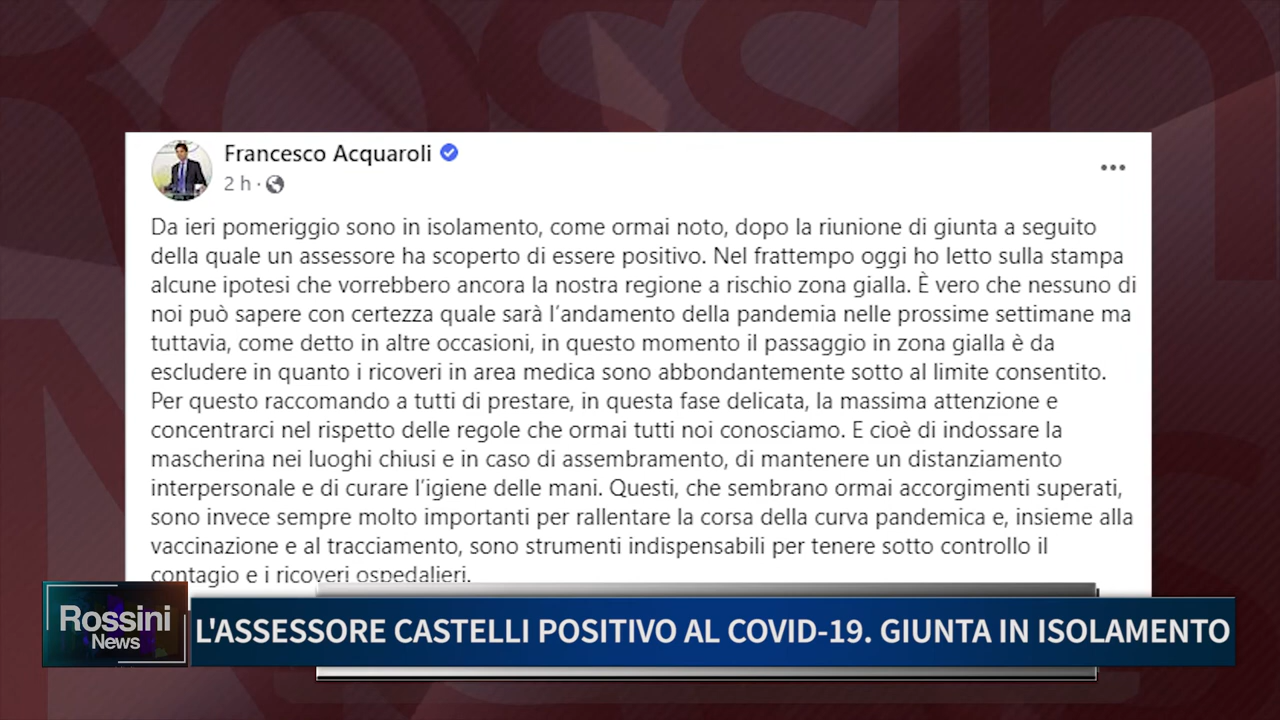 Francesco Acquaroli
2 h ·
Da ieri pomeriggio sono in isolamento, come ormai noto, dopo la riunione di giunta a seguito
della quale un assessore ha scoperto di essere positivo. Nel frattempo oggi ho letto sulla stampa
alcune ipotesi che vorrebbero ancora la nostra regione a rischio zona gialla. È vero che nessuno di
noi può sapere con certezza quale sarà l'andamento della pandemia nelle prossime settimane ma
tuttavia, come detto in altre occasioni, in questo momento il passaggio in zona gialla è da
escludere in quanto i ricoveri in area medica sono abbondantemente sotto al limite consentito.
Per questo raccomando a tutti di prestare, in questa fase delicata, la massima attenzione e
concentrarci nel rispetto delle regole che ormai tutti noi conosciamo. E cioè di indossare la
mascherina nei luoghi chiusi e in caso di assembramento, di mantenere un distanziamento
interpersonale e di curare l'igiene delle mani. Questi, che sembrano ormai accorgimenti superati,
sono invece sempre molto importanti per rallentare la corsa della curva pandemica e, insieme alla
vaccinazione e al tracciamento, sono strumenti indispensabili per tenere sotto controllo il
contagio e i ricoveri ospedalieri.
Rossini
News
L'ASSESSORE CASTELLI POSITIVO AL COVID-19. GIUNTA IN ISOLAMENTO